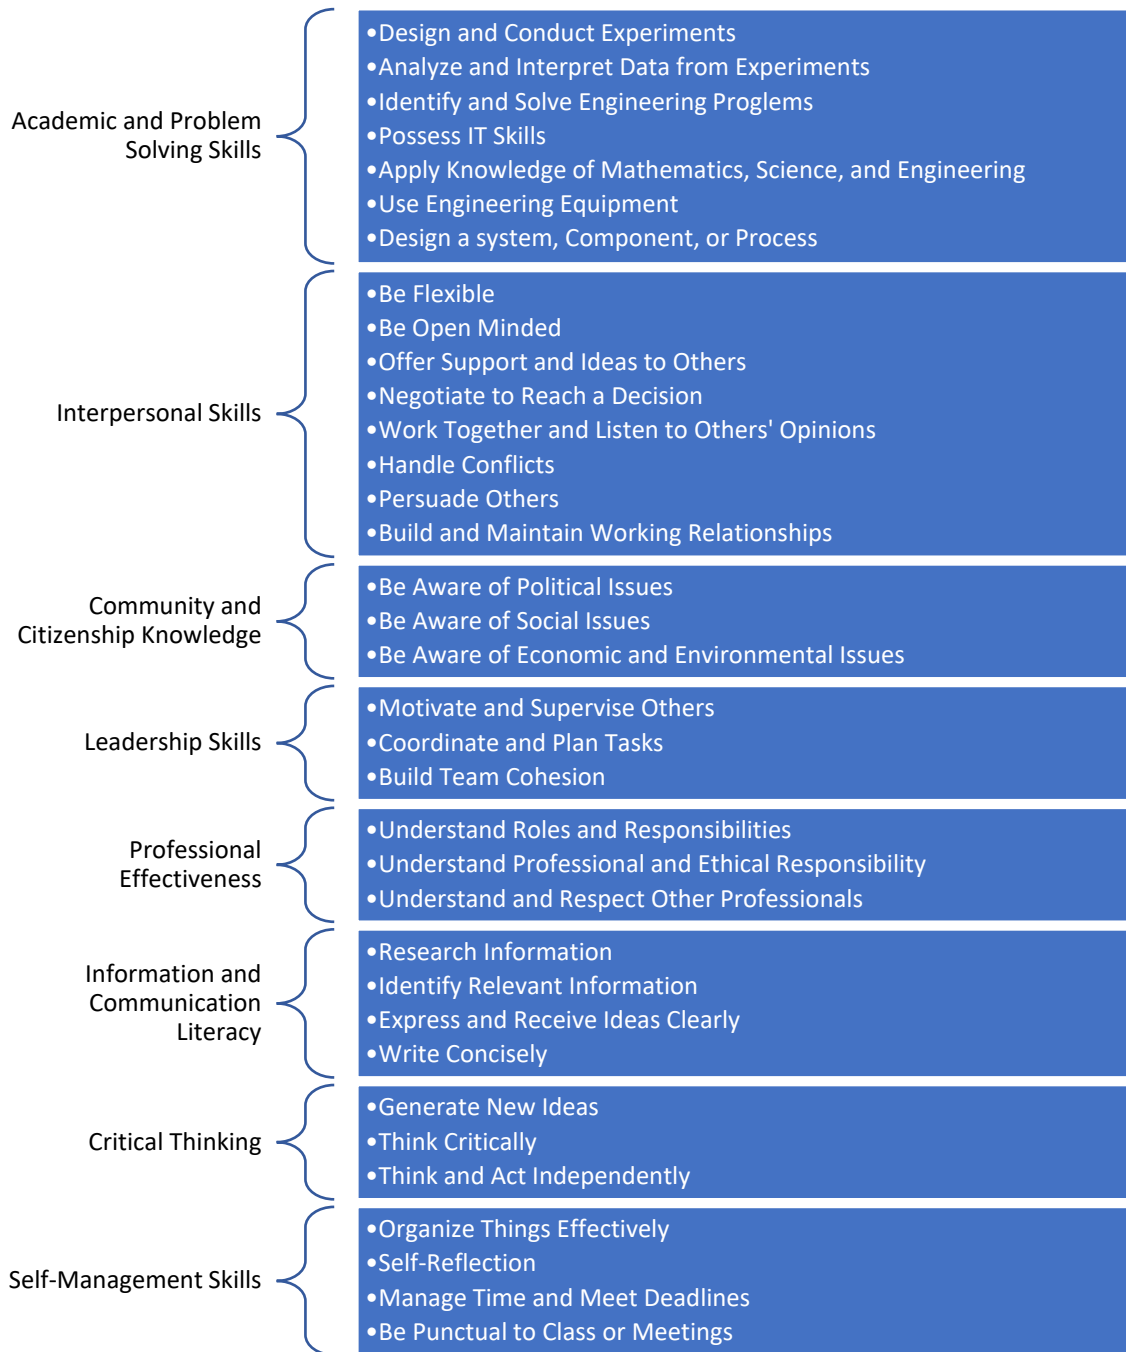 Academic and Problem
Solving Skills
•Design and Conduct Experiments
•Analyze and Interpret Data from Experiments
•Identify and Solve Engineering Proglems
•Possess IT Skills
•Apply Knowledge of Mathematics, Science, and Engineering
•Use Engineering Equipment
•Design a system, Component, or Process
Interpersonal Skills
•Be Flexible
•Be Open Minded
•Offer Support and Ideas to Others
•Negotiate to Reach a Decision
•Work Together and Listen to Others' Opinions
•Handle Conflicts
•Persuade Others
•Build and Maintain Working Relationships
Community and
Citizenship Knowledge
•Be Aware of Political Issues
•Be Aware of Social Issues
•Be Aware of Economic and Environmental Issues
Leadership Skills
•Motivate and Supervise Others
•Coordinate and Plan Tasks
•Build Team Cohesion
Professional
Effectiveness
•Understand Roles and Responsibilities
•Understand Professional and Ethical Responsibility
•Understand and Respect Other Professionals
Information and
Communication
Literacy
•Research Information
•Identify Relevant Information
•Express and Receive Ideas Clearly
•Write Concisely
Critical Thinking
•Generate New Ideas
•Think Critically
•Think and Act Independently
Self-Management Skills
•Organize Things Effectively
•Self-Reflection
•Manage Time and Meet Deadlines
•Be Punctual to Class or Meetings